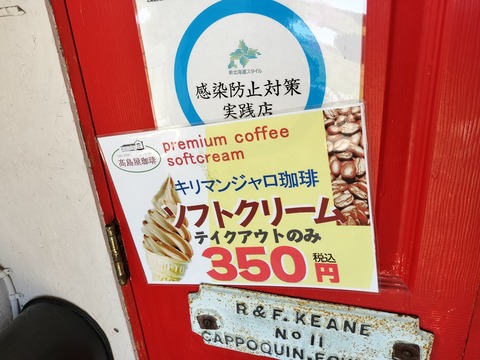 新北海道スタイル
感染防止対策
実践店
高島屋珈琲
premium coffee
softcream
キリマンジャロ珈琲
ソフトクリーム
テイクアウトのみ
350円
税込
R & F. KEANE
No 11
CAPPOQUIN,